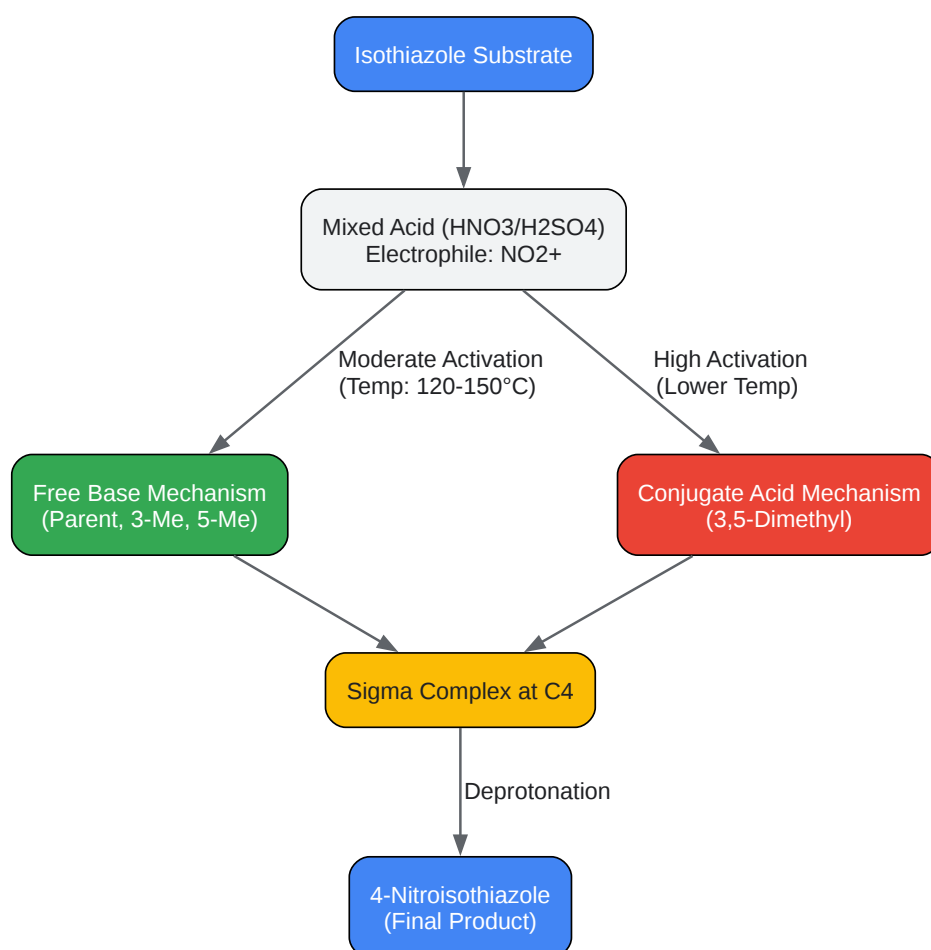 Isothiazole Substrate
Mixed Acid (HNO3/H2SO4)
Electrophile: NO2+
Moderate Activation
(Temp: 120-150°C)
High Activation
(Lower Temp)
Free Base Mechanism
(Parent, 3-Me, 5-Me)
Conjugate Acid Mechanism
(3,5-Dimethyl)
Sigma Complex at C4
Deprotonation
4-Nitroisothiazole
(Final Product)